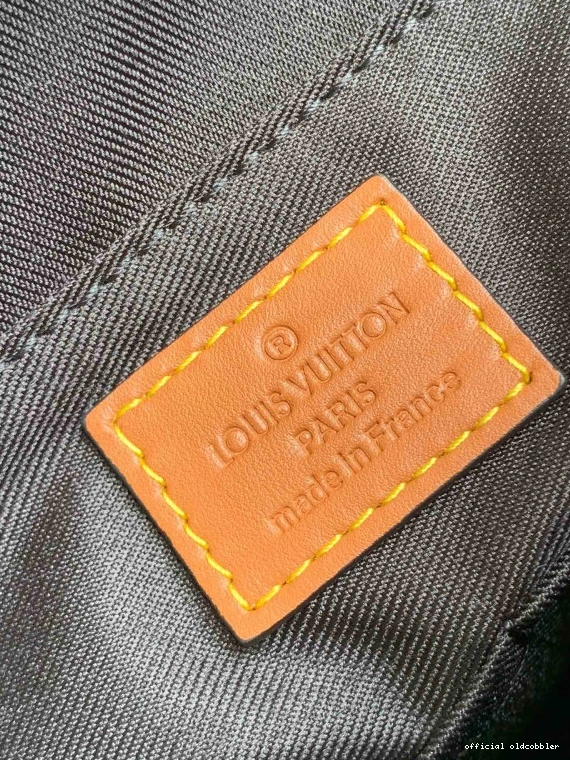 ®
LOUIS VUITTON
PARIS
made in France
official oldcobbler